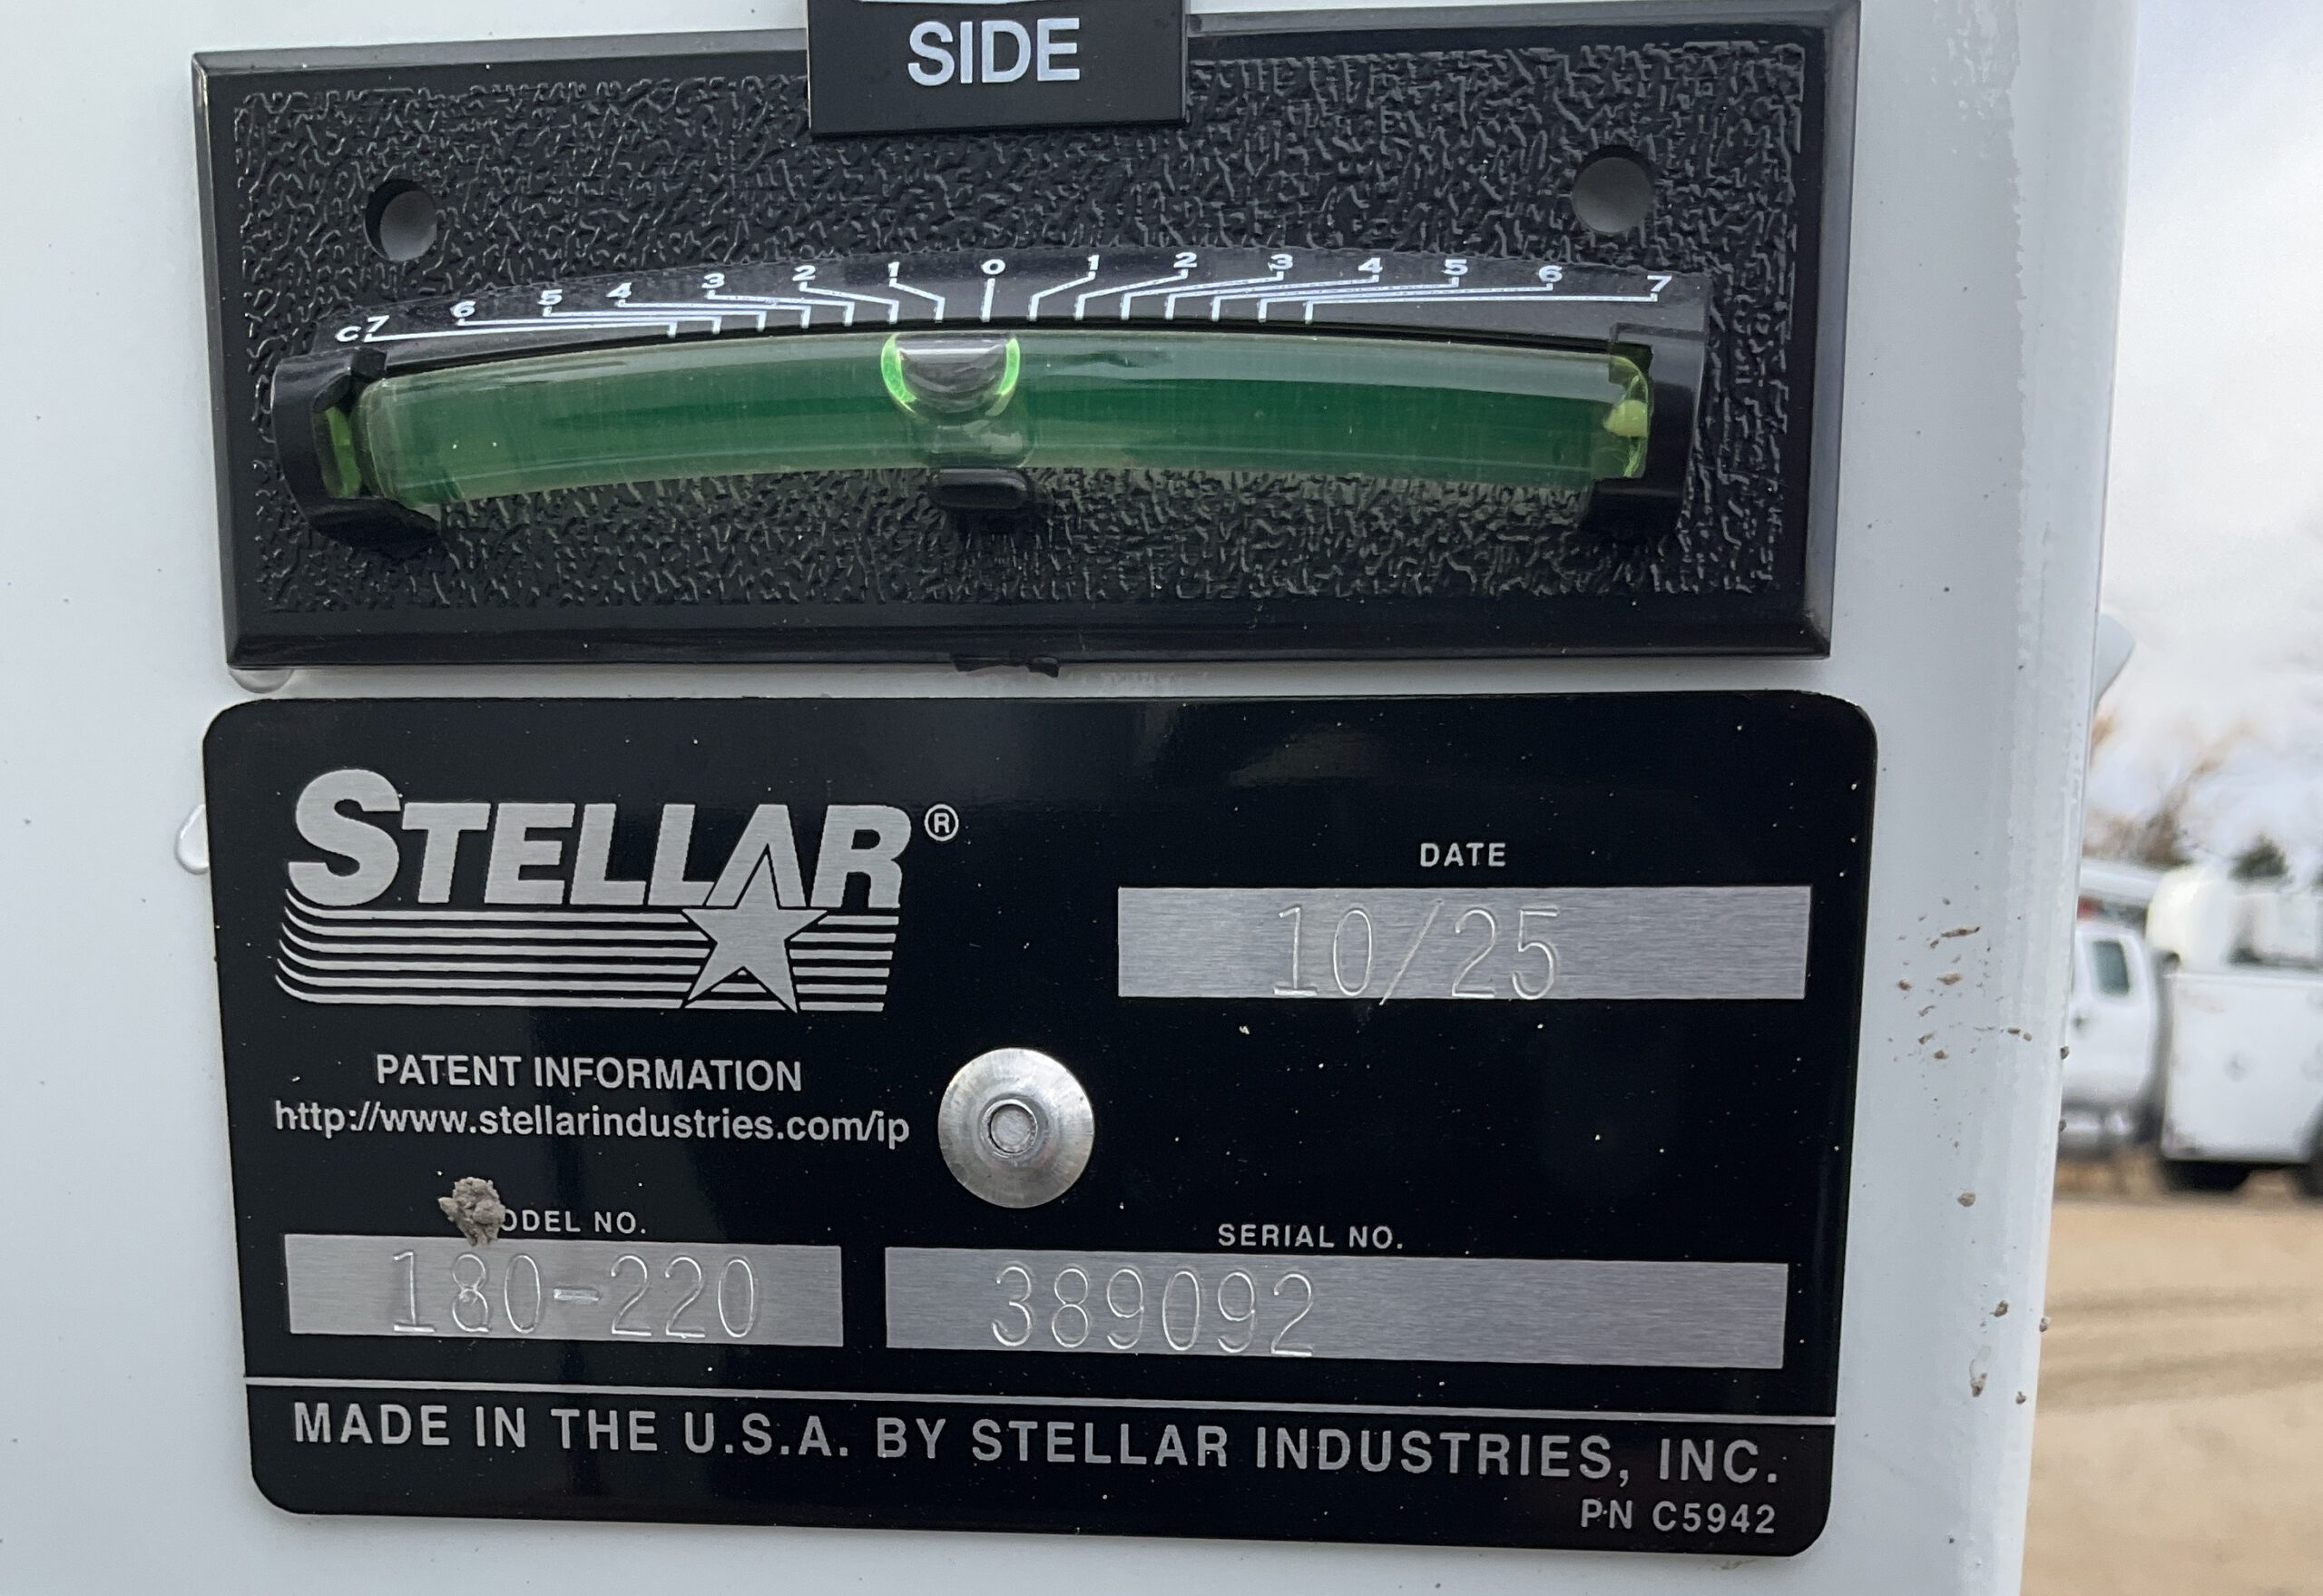 SIDE
C7 6 5 4 3 2 1 0 1 2 3 4 5 6 7
STELLAR®
DATE
10/25
PATENT INFORMATION
http://www.stellarindustries.com/ip
ODEL NO.
180-220
SERIAL NO.
389092
MADE IN THE U.S.A. BY STELLAR INDUSTRIES, INC.
PN C5942